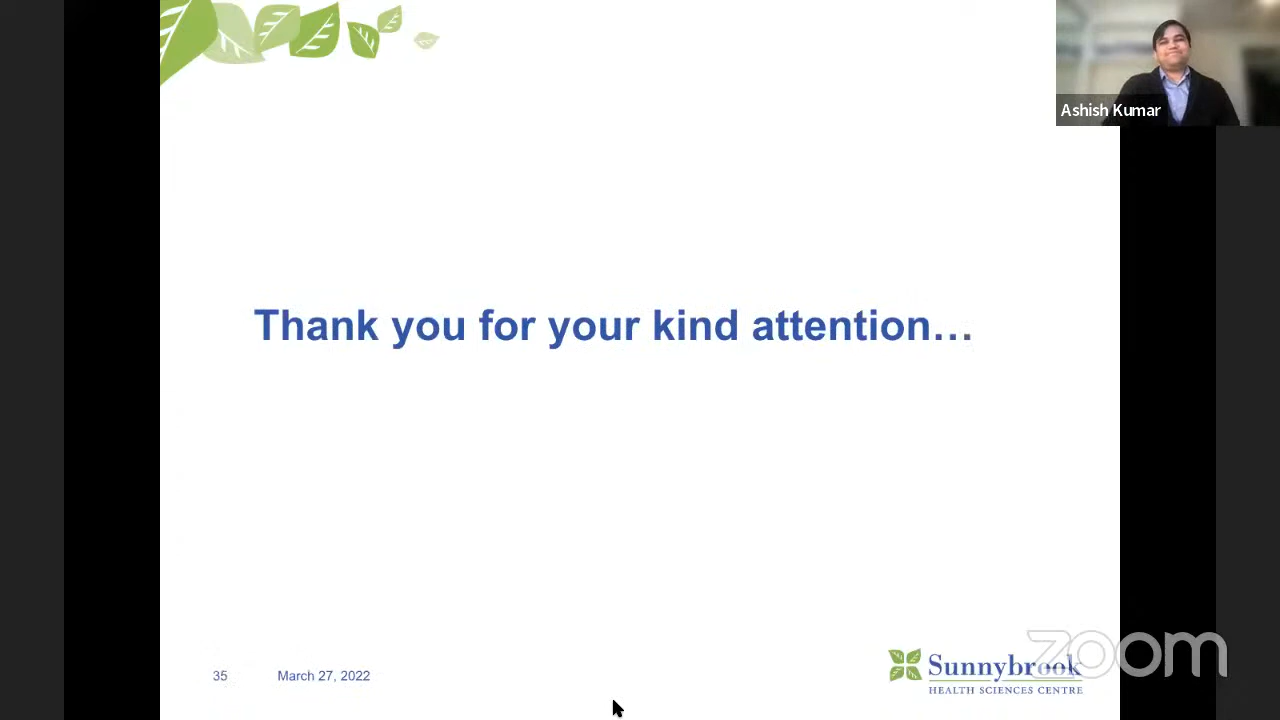 Ashish Kumar
Thank you for your kind attention…
35
March 27, 2022
Sunnybrook
HEALTH SCIENCES CENTRE
zoom